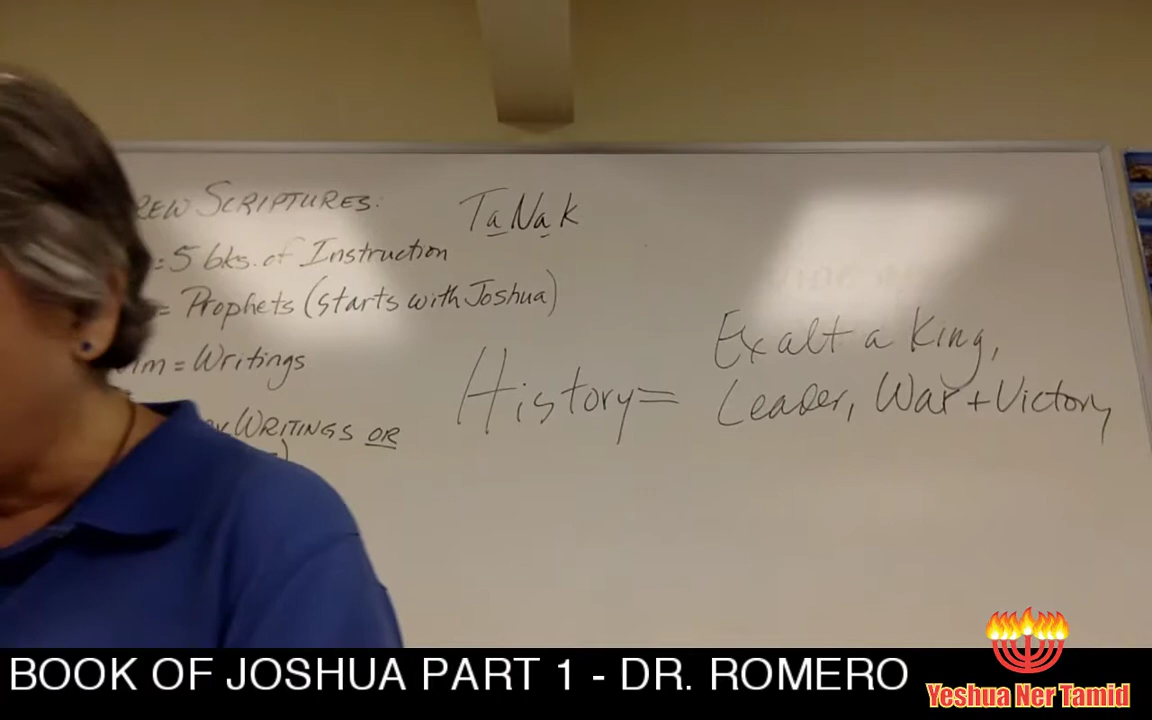 REW SCRIPTURES:
= 5 bks. of Instruction
= Prophets (starts with Joshua)
im = Writings
WRITINGS OR
TaNak
History =
Exalt a King,
Leader, War + Victory
BOOK OF JOSHUA PART 1 - DR. ROMERO
Yeshua Ner Tamid